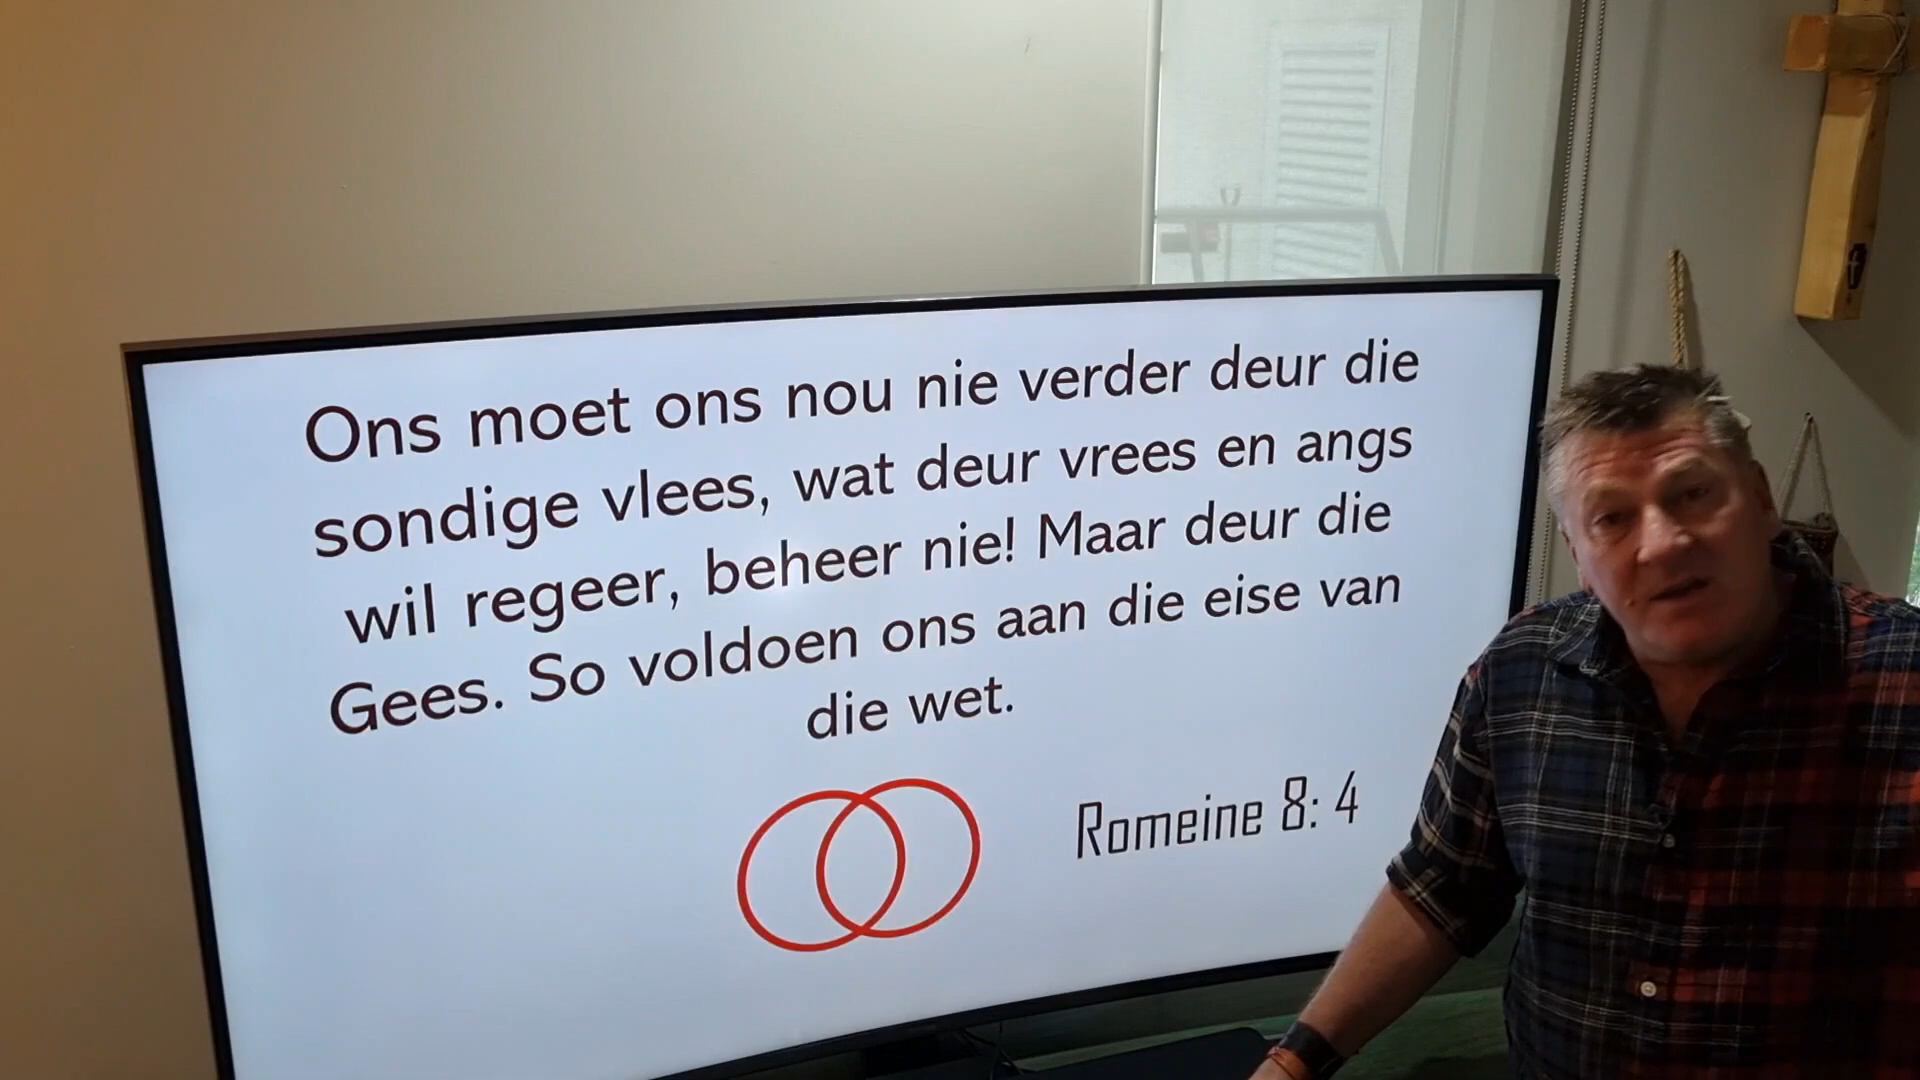 Ons moet ons nou nie verder deur die
sondige vlees, wat deur vrees en angs
wil regeer, beheer nie! Maar deur die
Gees. So voldoen ons aan die eise van
die wet.
Romeine 8: 4